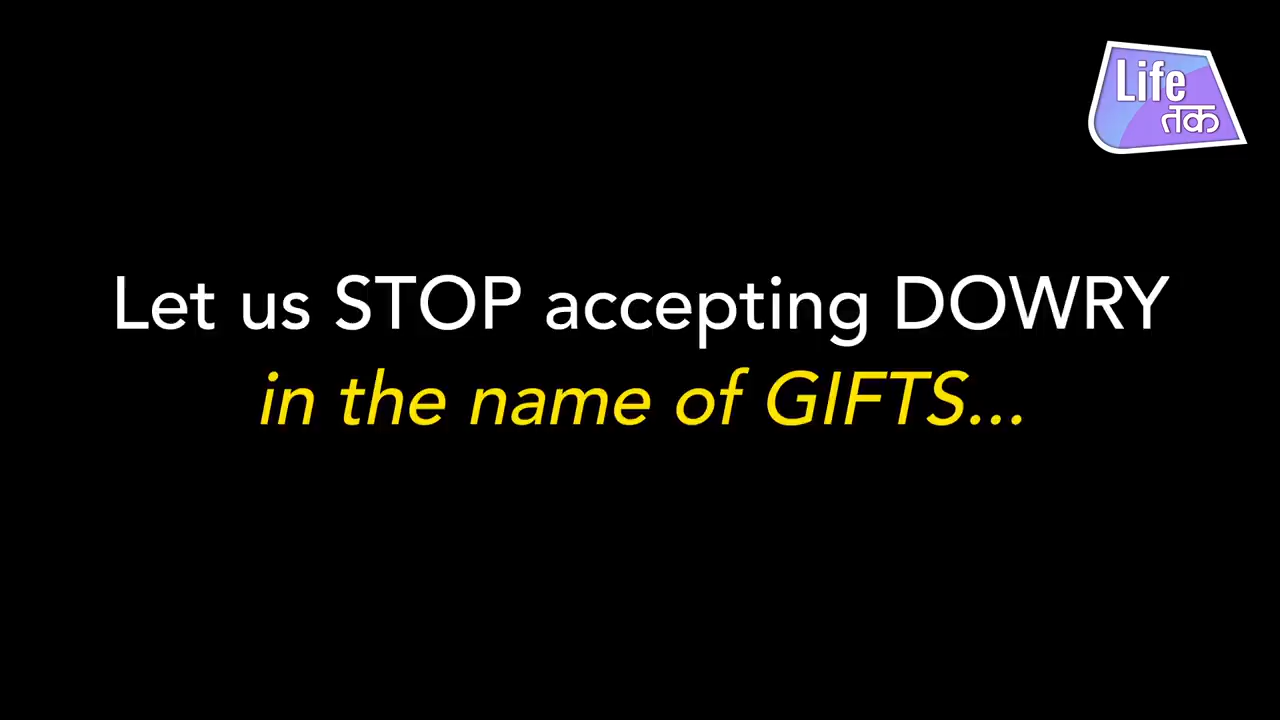 Life
तक
Let us STOP accepting DOWRY
in the name of GIFTS...